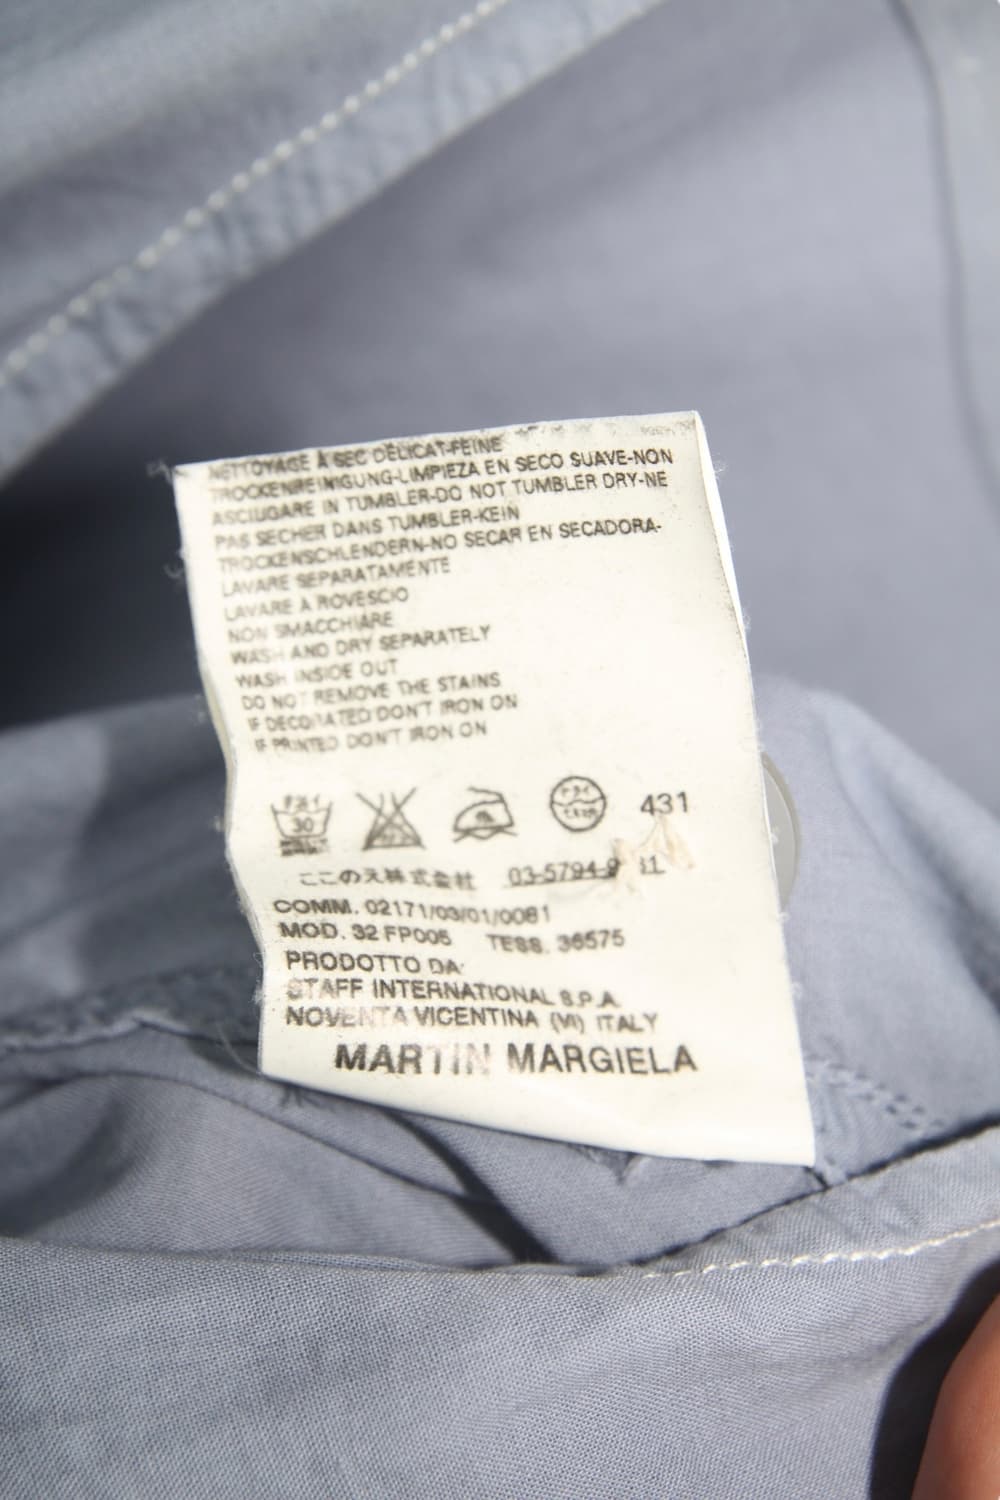 NETTOYAGE À SEC DÉLICAT-FEINE
TROCKENREINIGUNG-LIMPIEZA EN SECO SUAVE-NON
ASCIUGARE IN TUMBLER-DO NOT TUMBLER DRY-NE
PAS SECHER DANS TUMBLER-KEIN
TROCKENSCHLENDERN-NO SECAR EN SECADORA-
LAVARE SEPARATAMENTE
LAVARE A ROVESCIO
NON SMACCHIARE
WASH AND DRY SEPARATELY
WASH INSIDE OUT
DO NOT REMOVE THE STAINS
IF DECORATED DON'T IRON ON
IF PRINTED DON'T IRON ON
30
431
ここのえ株式会社 03-5794-
COMM. 02171/03/01/0081
MOD. 32 FP005 TESS. 36575
PRODOTTO DA:
STAFF INTERNATIONAL S.P.A.
NOVENTA VICENTINA (VI) ITALY
MARTIN MARGIELA